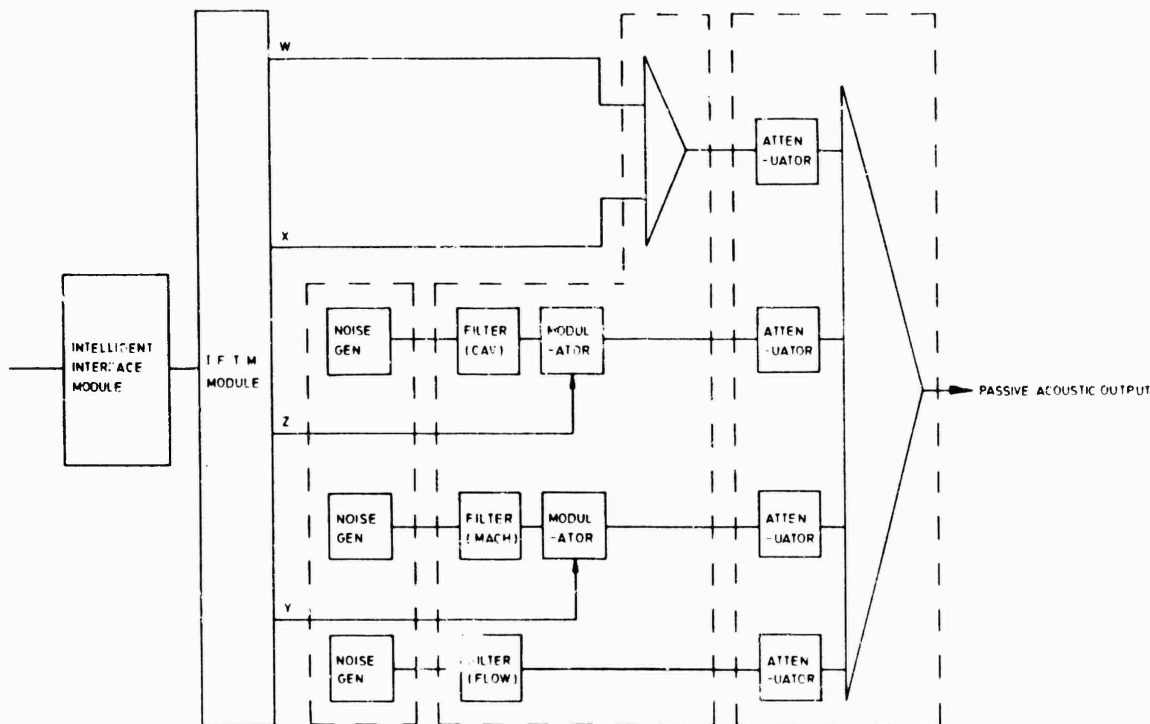 W
ATTEN
-UATOR
X
INTELLIGENT
INTERFACE
MODULE
I F T M
MODULE
NOISE
GEN
FILTER
(CAV)
MODUL
-ATOR
ATTEN
-UATOR
PASSIVE ACOUSTIC OUTPUT
Z
NOISE
GEN
FILTER
(MACH)
MODUL
-ATOR
ATTEN
-UATOR
Y
NOISE
GEN
FILTER
(FLOW)
ATTEN
-UATOR